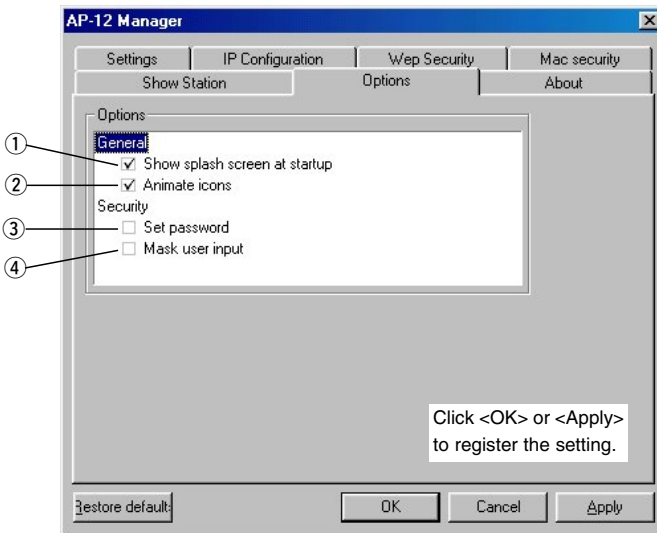 AP-12 Manager
Settings IP Configuration Wep Security Mac security
Show Station Options About
Options
General
① Show splash screen at startup
② Animate icons
Security
③ Set password
④ Mask user input
Click <OK> or <Apply>
to register the setting.
Restore default: OK Cancel Apply